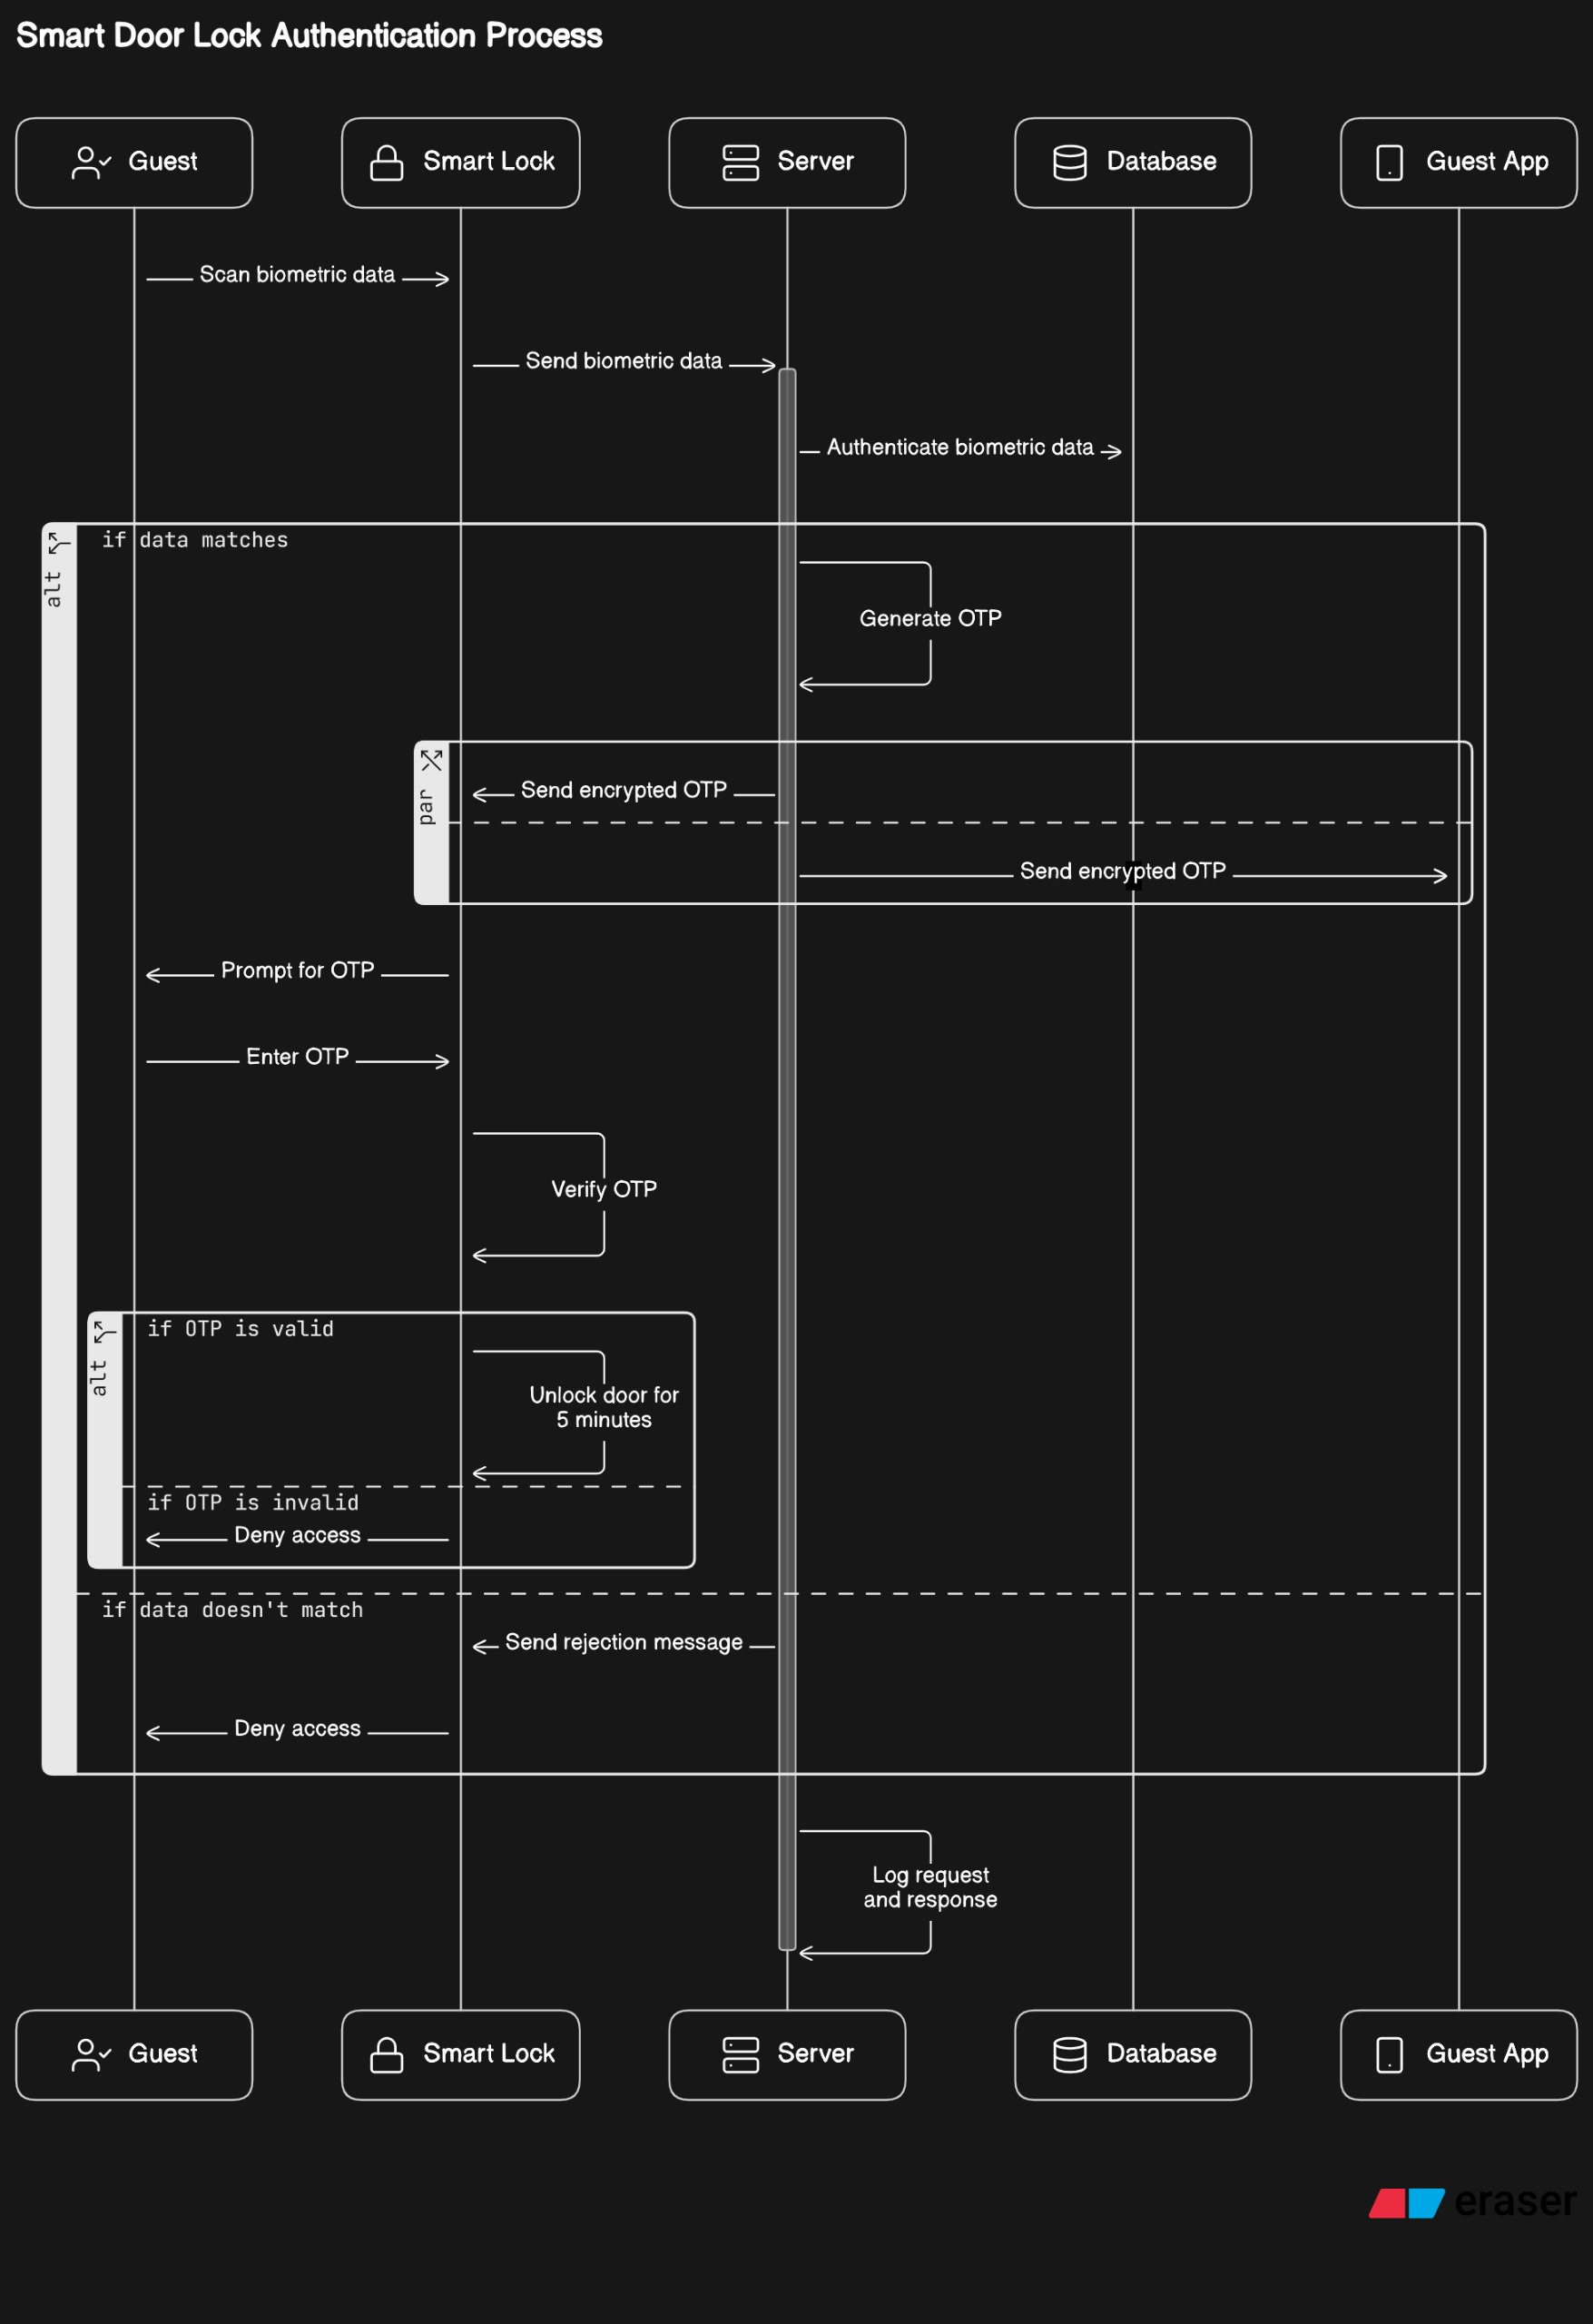 Smart Door Lock Authentication Process
Guest
Smart Lock
Server
Database
Guest App
Scan biometric data
Send biometric data
Authenticate biometric data
alt
if data matches
Generate OTP
par
Send encrypted OTP
Send encrypted OTP
Prompt for OTP
Enter OTP
Verify OTP
alt
if OTP is valid
Unlock door for
5 minutes
if OTP is invalid
Deny access
if data doesn't match
Send rejection message
Deny access
Log request
and response
Guest
Smart Lock
Server
Database
Guest App
eraser